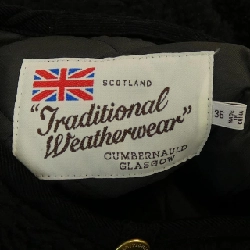 SCOTLAND
"Traditional
Weatherwear"
CUMBERNAULD
GLASGOW
36